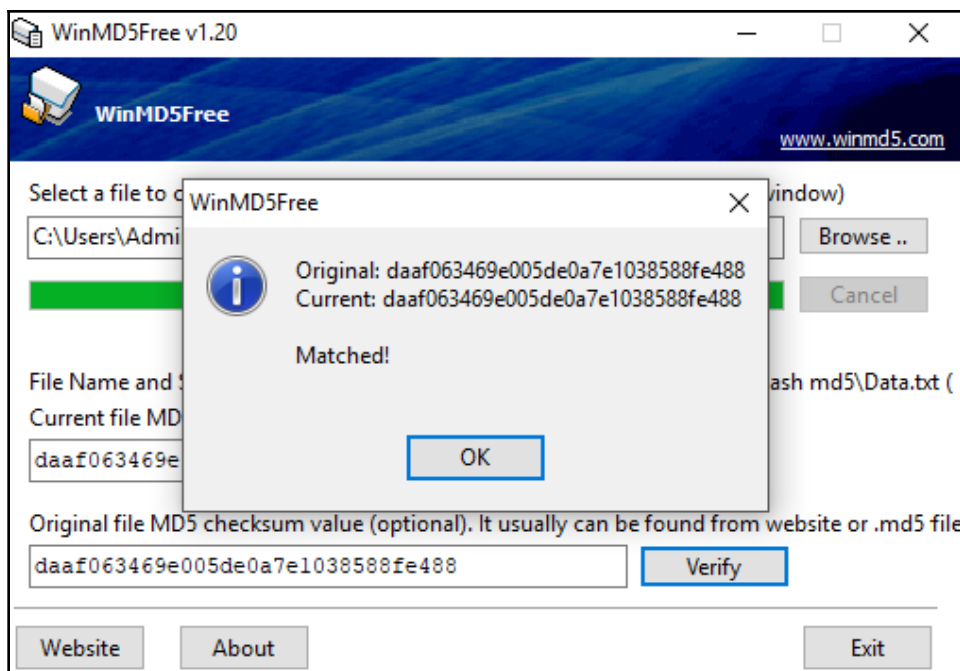 WinMD5Free v1.20
WinMD5Free
www.winmd5.com
Select a file to
window)
C:\Users\Admi
Browse ..
WinMD5Free
Original: daaf063469e005de0a7e1038588fe488
Current: daaf063469e005de0a7e1038588fe488
Matched!
OK
Cancel
File Name and
ash md5\Data.txt (
Current file MD
daaf063469e
Original file MD5 checksum value (optional). It usually can be found from website or .md5 file
daaf063469e005de0a7e1038588fe488
Verify
Website
About
Exit